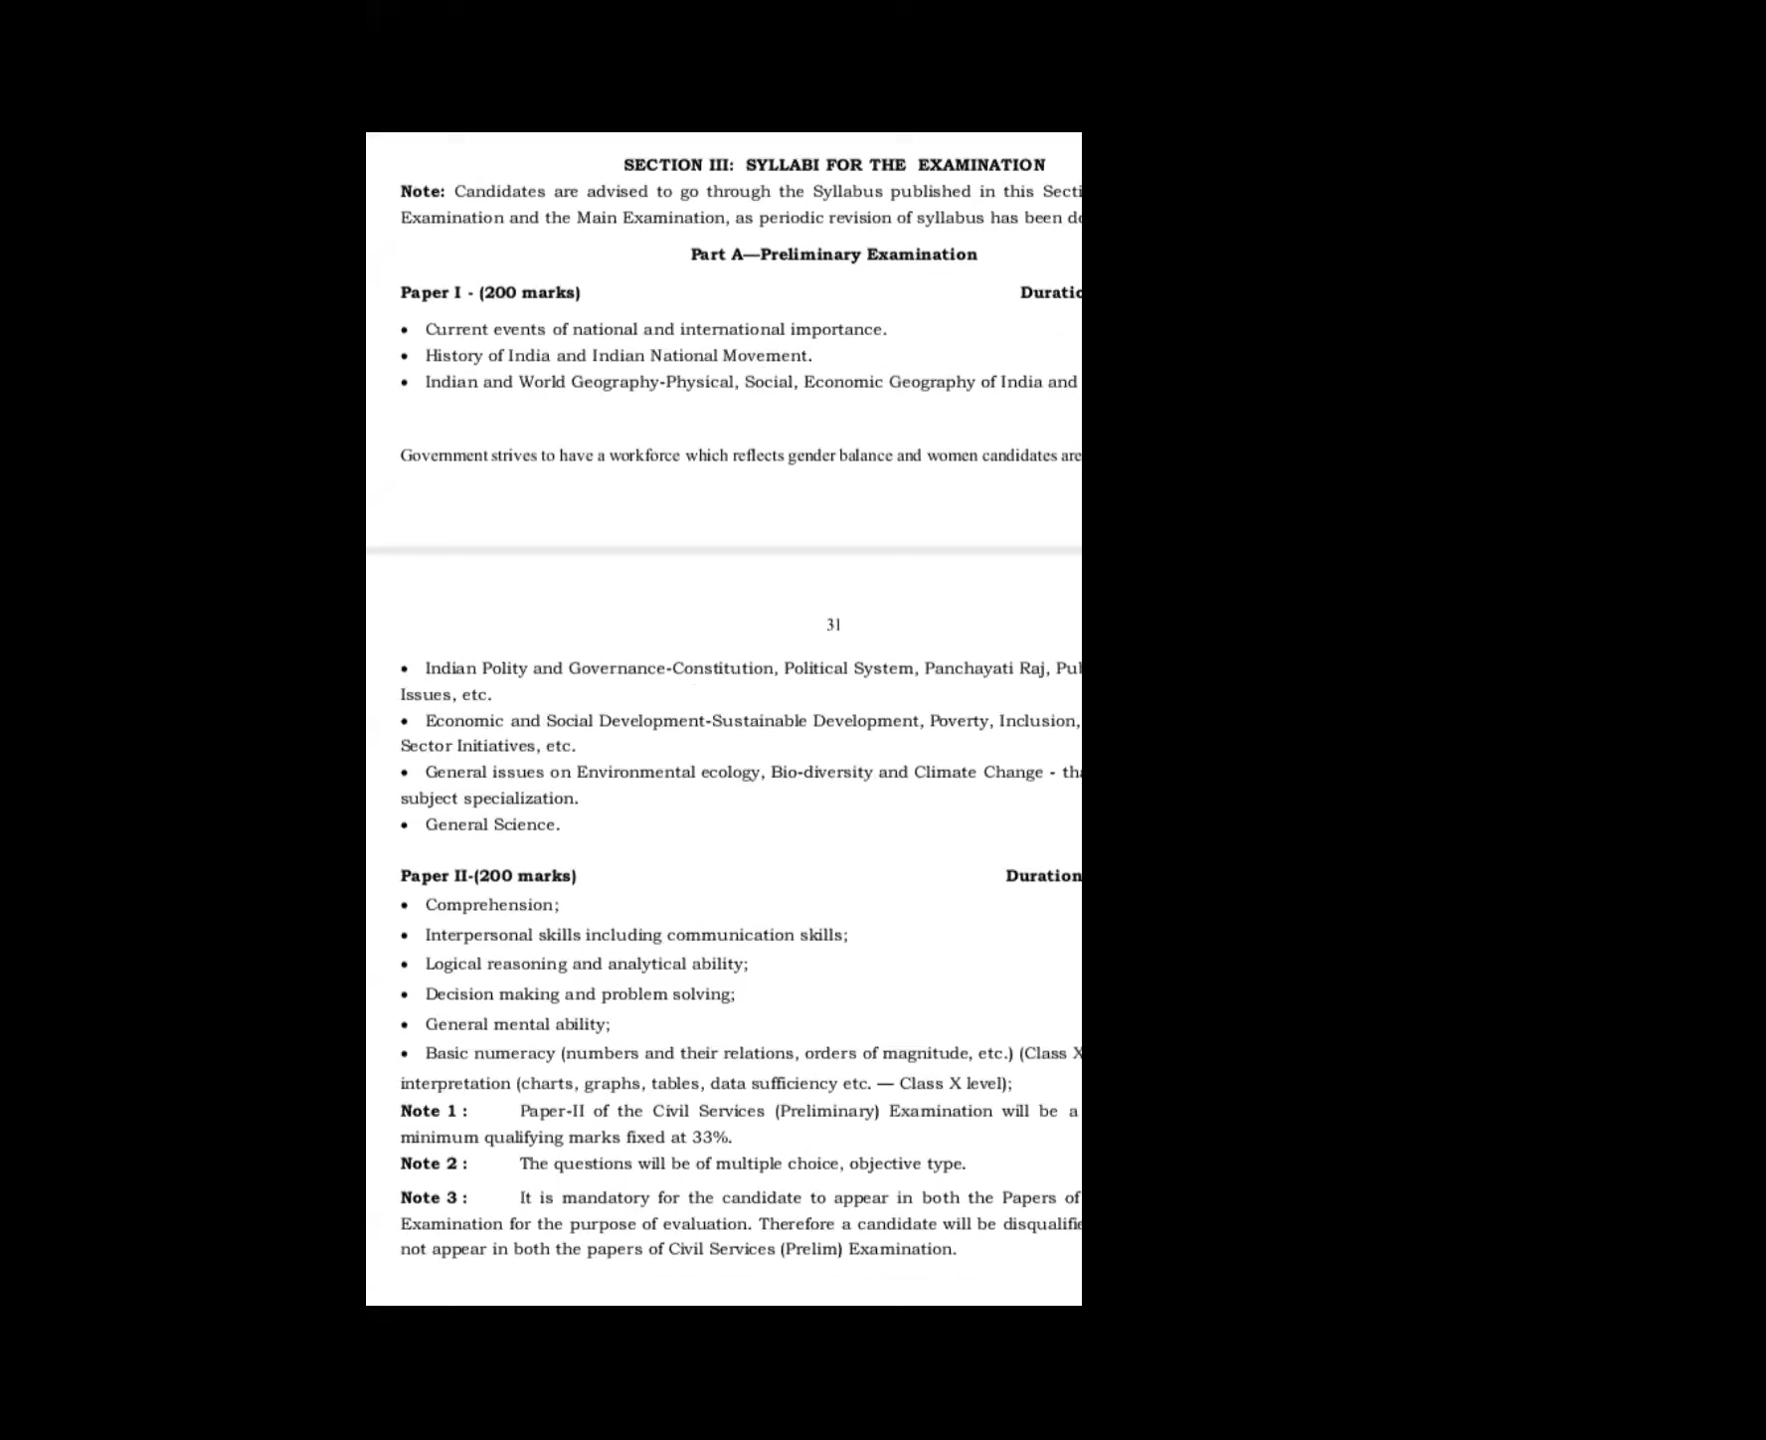 SECTION III: SYLLABI FOR THE EXAMINATION
Note: Candidates are advised to go through the Syllabus published in this
Examination and the Main Examination, as periodic revision of syllabus has been
Part A—Preliminary Examination
Paper I - (200 marks)
• Current events of national and international importance.
• History of India and Indian National Movement.
• Indian and World Geography-Physical, Social, Economic Geography of India and
Government strives to have a workforce which reflects gender balance and women candidates are
31
• Indian Polity and Governance-Constitution, Political System, Panchayati Raj,
Issues, etc.
• Economic and Social Development-Sustainable Development, Poverty, Inclusion,
Sector Initiatives, etc.
• General issues on Environmental ecology, Bio-diversity and Climate Change -
subject specialization.
• General Science.
Paper II-(200 marks) Duration
• Comprehension;
• Interpersonal skills including communication skills;
• Logical reasoning and analytical ability;
• Decision making and problem solving;
• General mental ability;
• Basic numeracy (numbers and their relations, orders of magnitude, etc.) (Class X
interpretation (charts, graphs, tables, data sufficiency etc. — Class X level);
Note 1 : Paper-II of the Civil Services (Preliminary) Examination will be a
minimum qualifying marks fixed at 33%.
Note 2 : The questions will be of multiple choice, objective type.
Note 3 : It is mandatory for the candidate to appear in both the Papers of
Examination for the purpose of evaluation. Therefore a candidate will be
not appear in both the papers of Civil Services (Prelim) Examination.